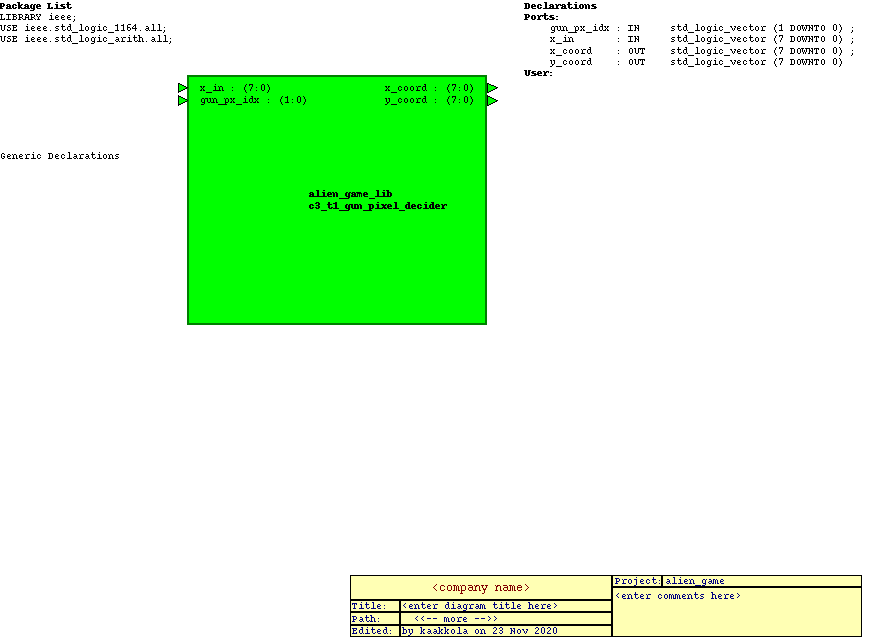 Package List
LIBRARY ieee;
USE ieee.std_logic_1164.all;
USE ieee.std_logic_arith.all;
Declarations
Ports:
gun_px_idx : IN std_logic_vector (1 DOWNTO 0) ;
x_in : IN std_logic_vector (7 DOWNTO 0) ;
x_coord : OUT std_logic_vector (7 DOWNTO 0) ;
y_coord : OUT std_logic_vector (7 DOWNTO 0)
User:
x_in : (7:0) x_coord : (7:0)
gun_px_idx : (1:0) y_coord : (7:0)
Generic Declarations
alien_game_lib
c3_t1_gun_pixel_decider
<company name>
Title: <enter diagram title here>
Path: <<-- more -->>
Edited: by kaakkola on 23 Nov 2020
Project: alien_game
<enter comments here>